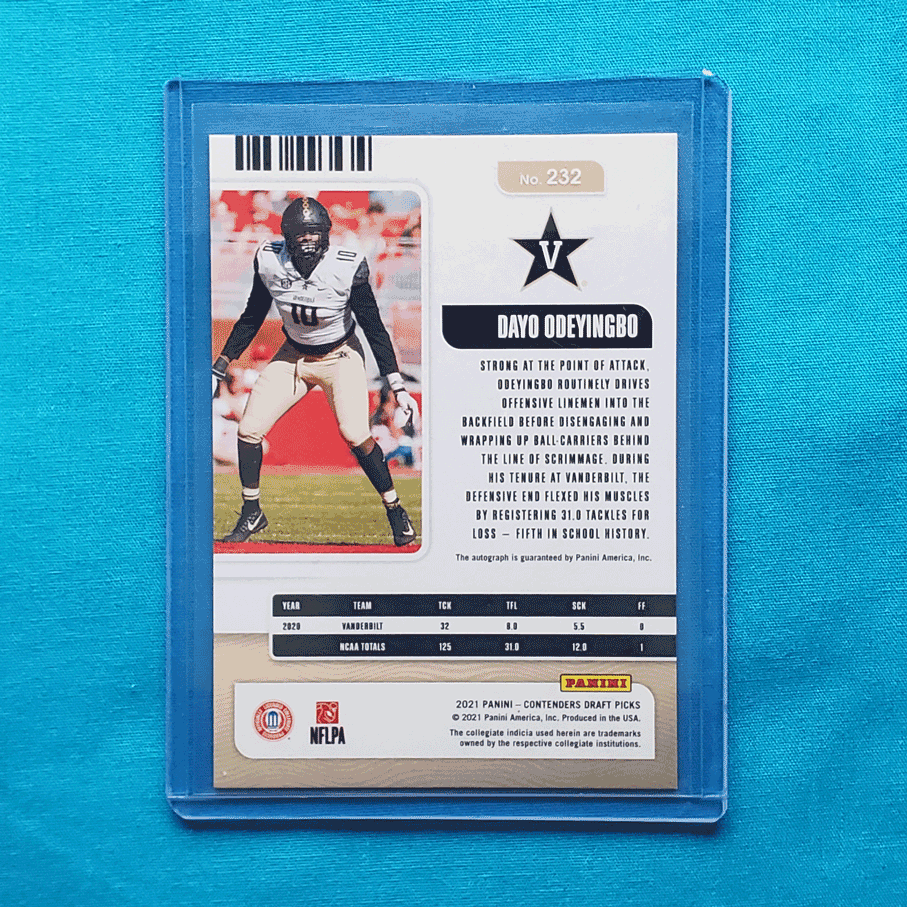 No. 232
V
DAYO ODEYINGBO
10
10
STRONG AT THE POINT OF ATTACK,
ODEYINGBO ROUTINELY DRIVES
OFFENSIVE LINEMEN INTO THE
BACKFIELD BEFORE DISENGAGING AND
WRAPPING UP BALL-CARRIERS BEHIND
THE LINE OF SCRIMMAGE. DURING
HIS TENURE AT VANDERBILT, THE
DEFENSIVE END FLEXED HIS MUSCLES
BY REGISTERING 31.0 TACKLES FOR
LOSS – FIFTH IN SCHOOL HISTORY.
The autograph is guaranteed by Panini America, Inc.
YEAR TEAM TCK TFL SCK FF
2020 VANDERBILT 32 8.0 5.5 0
NCAA TOTALS 125 31.0 12.0 1
PANINI
2021 PANINI – CONTENDERS DRAFT PICKS
© 2021 Panini America, Inc. Produced in the USA.
The collegiate indicia used herein are trademarks
owned by the respective collegiate institutions.
NFLPA